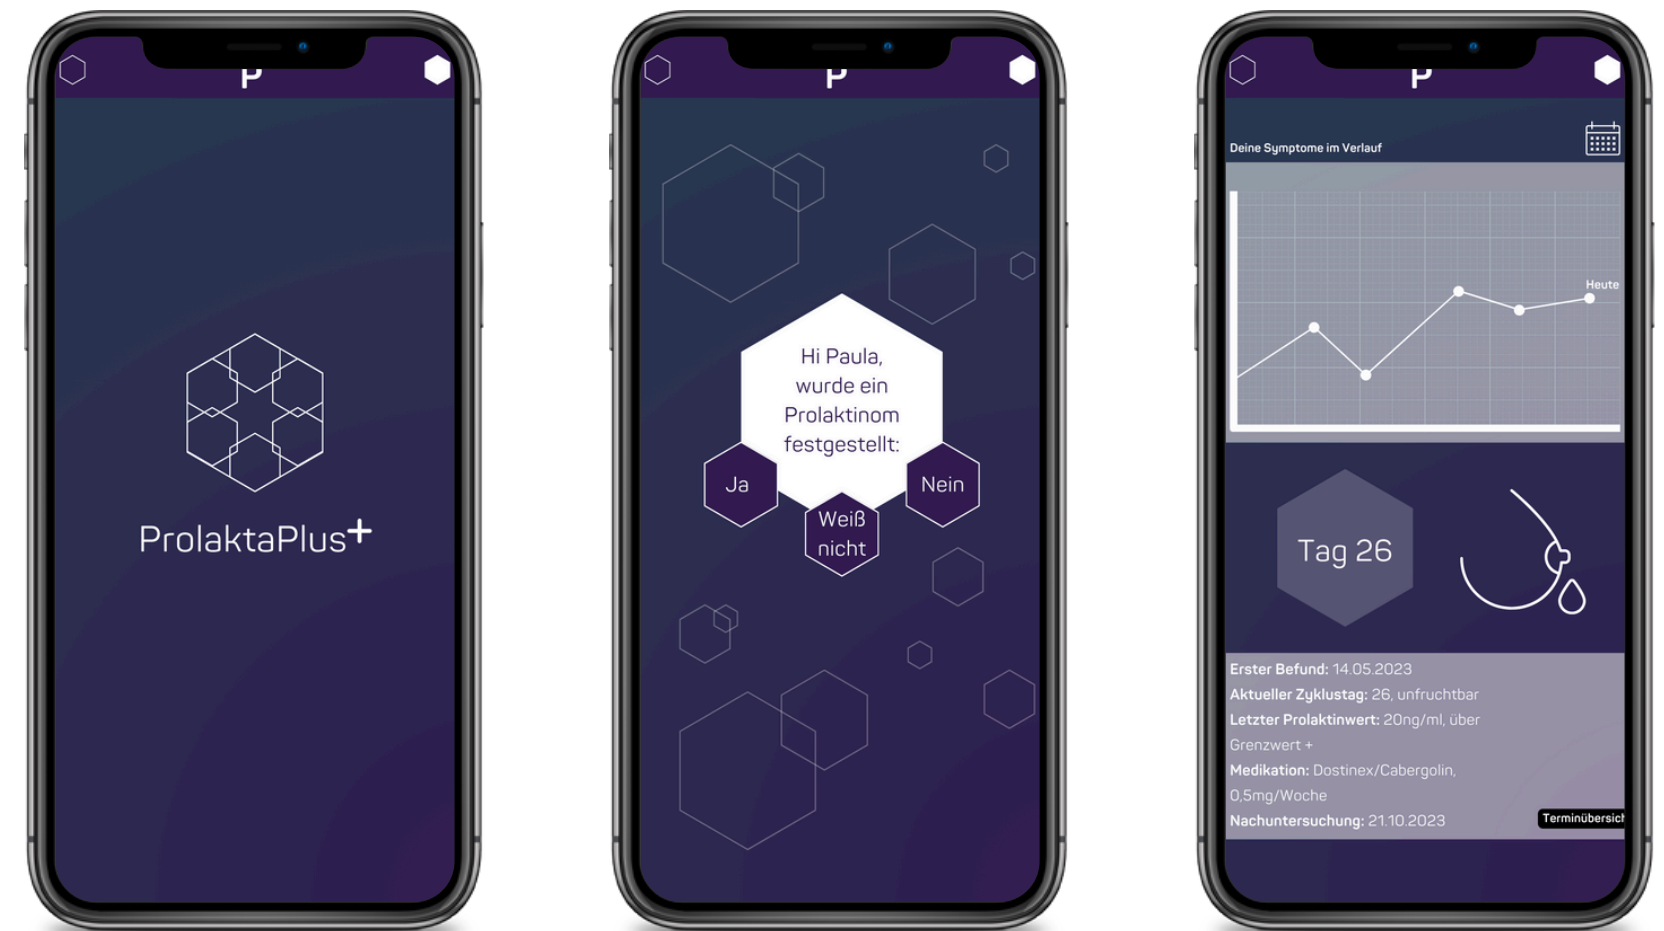 P
ProlaktaPlus+
P
Hi Paula,
wurde ein
Prolaktinom
festgestellt:
Ja
Nein
Weiß
nicht
P
Deine Symptome im Verlauf
Heute
Tag 26
Erster Befund: 14.05.2023
Aktueller Zyklustag: 26, unfruchtbar
Letzter Prolaktinwert: 20ng/ml, über
Grenzwert +
Medikation: Dostinex/Cabergolin,
0,5mg/Woche
Nachuntersuchung: 21.10.2023
Terminübersich